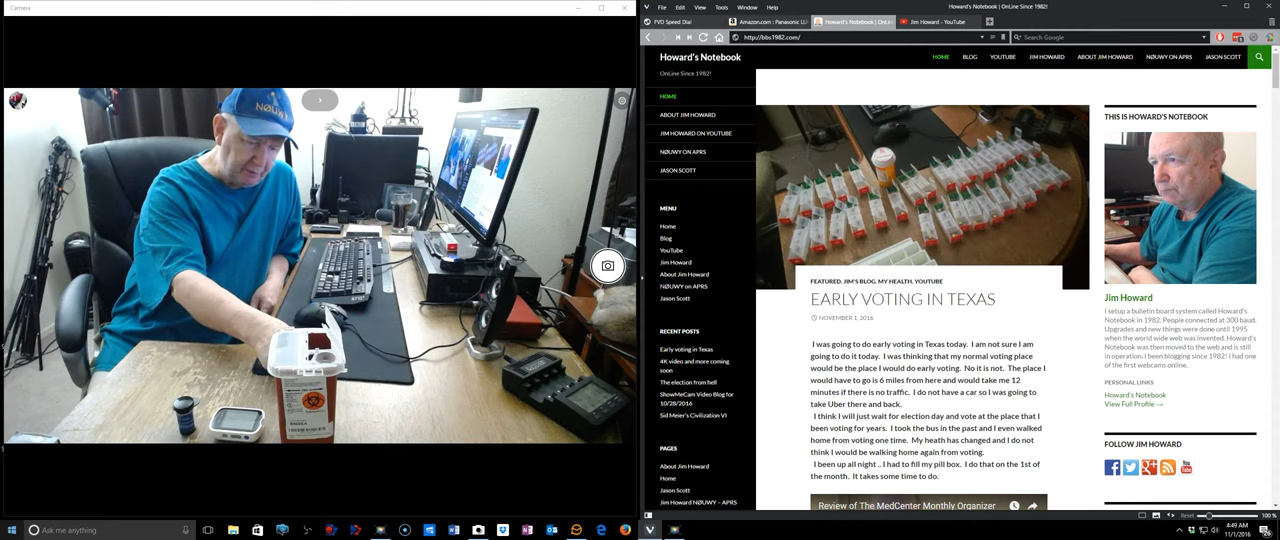 Camera
NØUWY
Howard's Notebook | OnLine Since 1982!
File Edit View Tools Window Help
FVD Speed Dial
Amazon.com : Panasonic LU
Howard's Notebook | OnLin
Jim Howard - YouTube
http://bbs1982.com/
Search Google
Howard's Notebook
HOME BLOG YOUTUBE JIM HOWARD ABOUT JIM HOWARD NØUWY ON APRS JASON SCOTT
OnLine Since 1982!
HOME
ABOUT JIM HOWARD
JIM HOWARD ON YOUTUBE
NØUWY ON APRS
JASON SCOTT
MENU
Home
Blog
YouTube
Jim Howard
About Jim Howard
NØUWY on APRS
Jason Scott
RECENT POSTS
Early voting in Texas
4K video and more coming
soon
The election from hell
ShowMeCam Video Blog for
10/28/2016
Sid Meier's Civilization VI
PAGES
About Jim Howard
Home
Jason Scott
Jim Howard NØUWY – APRS
FEATURED, JIM'S BLOG, MY HEALTH, YOUTUBE
EARLY VOTING IN TEXAS
NOVEMBER 1, 2016
I was going to do early voting in Texas today. I am not sure I am
going to do it today. I was thinking that my normal voting place
would be the place I would do early voting. No it is not. The place I
would have to go is 6 miles from here and would take me 12
minutes if there is no traffic. I do not have a car so I was going to
take Uber there and back.
I think I will just wait for election day and vote at the place that I
been voting for years. I took the bus in the past and I even walked
home from voting one time. My heath has changed and I do not
think I would be walking home again from voting.
I been up all night .. I had to fill my pill box. I do that on the 1st of
the month. It takes some time to do.
Review of The MedCenter Monthly Organizer
THIS IS HOWARD'S NOTEBOOK
Jim Howard
I setup a bulletin board system called Howard's
Notebook in 1982. People connected at 300 baud.
Upgrades and new things were done until 1995
when the world wide web was invented. Howard's
Notebook was then moved to the web and is still
in operation. I been blogging since 1982! I had one
of the first webcams online.
PERSONAL LINKS
Howard's Notebook
View Full Profile →
FOLLOW JIM HOWARD
You
Tube
Reset
100 %
Ask me anything
4:49 AM
11/1/2016